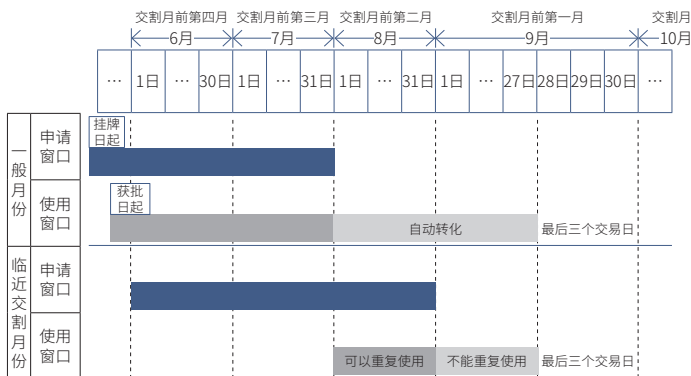 交割月前第四月 交割月前第三月 交割月前第二月 交割月前第一月 交割月
6月 7月 8月 9月 10月
… 1日 … 30日 1日 … 31日 1日 … 31日 1日 … 27日 28日 29日 30日 …
一般月份
申请窗口
挂牌日起
使用窗口
获批日起
自动转化 最后三个交易日
临近交割月份
申请窗口
使用窗口
可以重复使用 不能重复使用 最后三个交易日